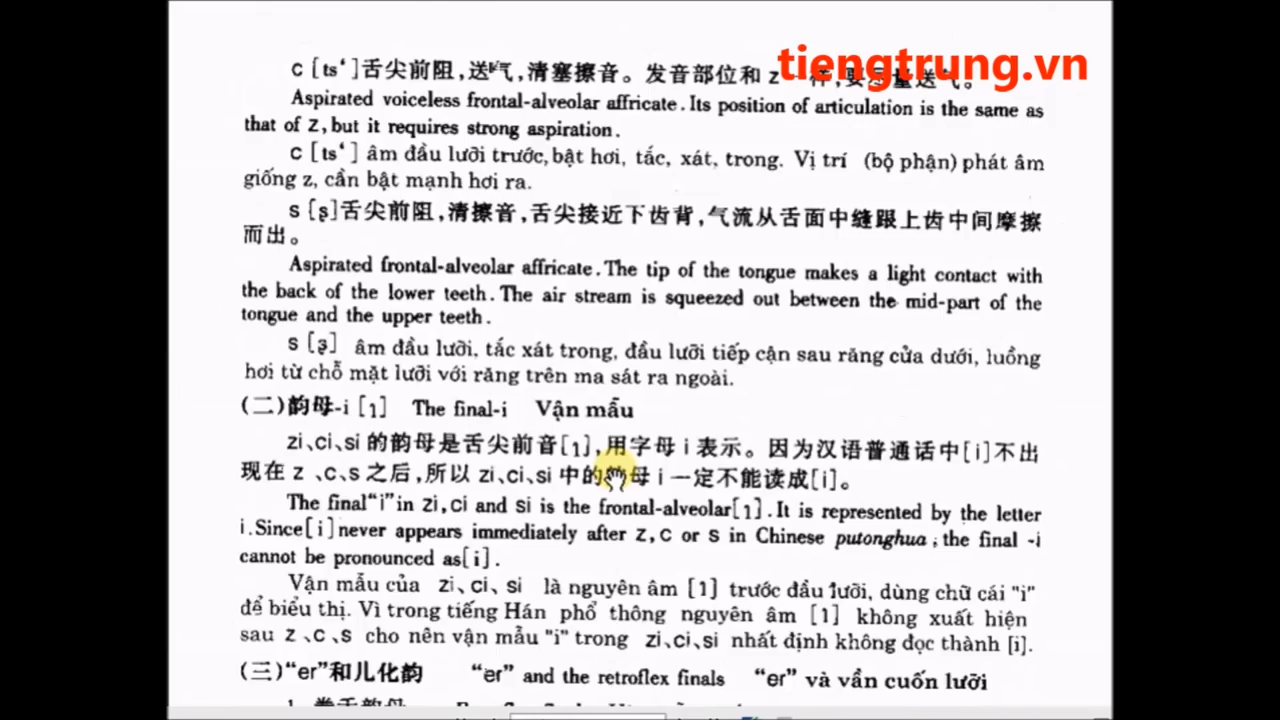 tiengtrung.vn
c [ts‘]舌尖前阻,送气,清塞擦音。发音部位和 z 一样,要尽量送气。
Aspirated voiceless frontal-alveolar affricate. Its position of articulation is the same as
that of z, but it requires strong aspiration.
c [ts‘] âm đầu lưỡi trước, bật hơi, tắc, xát, trong. Vị trí (bộ phận) phát âm
giống z, cần bật mạnh hơi ra.
s [ʂ]舌尖前阻,清擦音,舌尖接近下齿背,气流从舌面中缝跟上齿中间摩擦
而出。
Aspirated frontal-alveolar affricate. The tip of the tongue makes a light contact with
the back of the lower teeth. The air stream is squeezed out between the mid-part of the
tongue and the upper teeth.
s [ʂ] âm đầu lưỡi, tắc xát trong, đầu lưỡi tiếp cận sau răng cửa dưới, luồng
hơi từ chỗ mặt lưỡi với răng trên ma sát ra ngoài.
(二)韵母-i [ɿ] The final-i Vận mẫu
zi、ci、si 的韵母是舌尖前音[ɿ],用字母 i 表示。因为汉语普通话中[i]不出
现在 z 、c、s 之后,所以 zi、ci、si 中的韵母 i 一定不能读成[i]。
The final“i”in zi, ci and si is the frontal-alveolar[ɿ]. It is represented by the letter
i. Since[i]never appears immediately after z, c or s in Chinese putonghua, the final -i
cannot be pronounced as[i].
Vận mẫu của zi、ci、si là nguyên âm [ɿ] trước đầu lưỡi, dùng chữ cái "i"
để biểu thị. Vì trong tiếng Hán phổ thông nguyên âm [ɿ] không xuất hiện
sau z 、c、s cho nên vận mẫu "i" trong zi、ci、si nhất định không đọc thành [i].
(三)“er”和儿化韵 “er” and the retroflex finals “er” và vần cuốn lưỡi